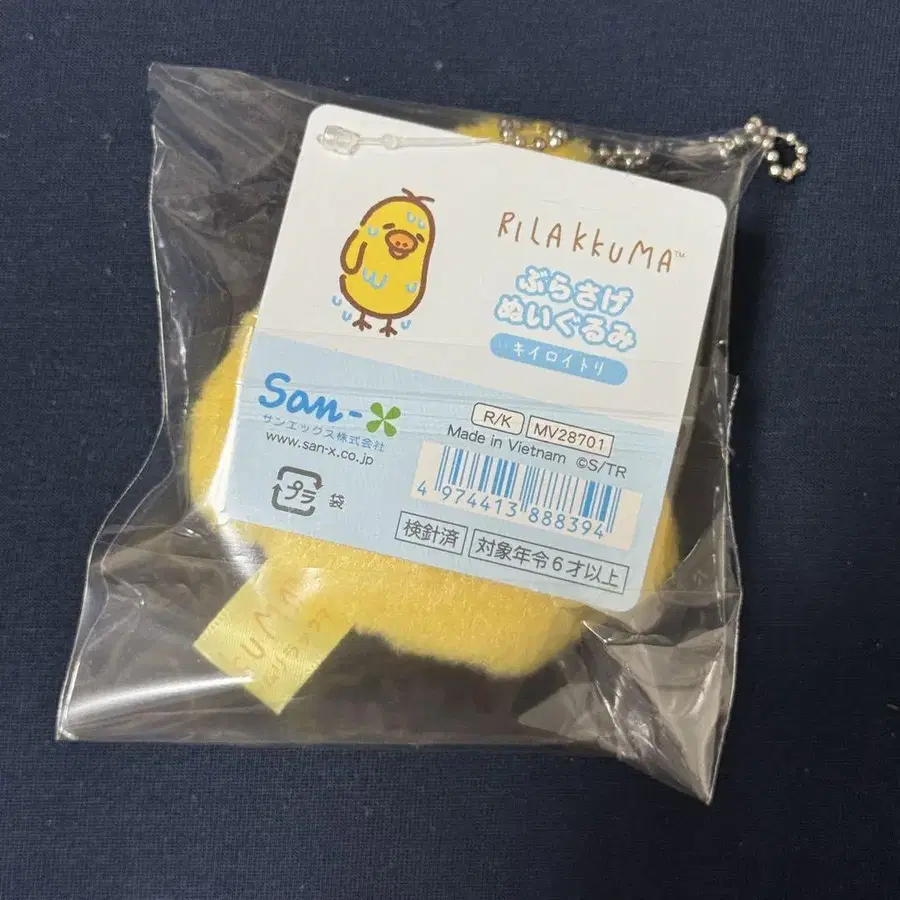 RILAKKUMA™
ぶらさげ
ぬいぐるみ
キイロイトリ
San-X
サンエックス株式会社
www.san-x.co.jp
プラ 袋
R/K MV28701
Made in Vietnam ©S/TR
4 974413 888394
検針済 対象年令6才以上
KUMA